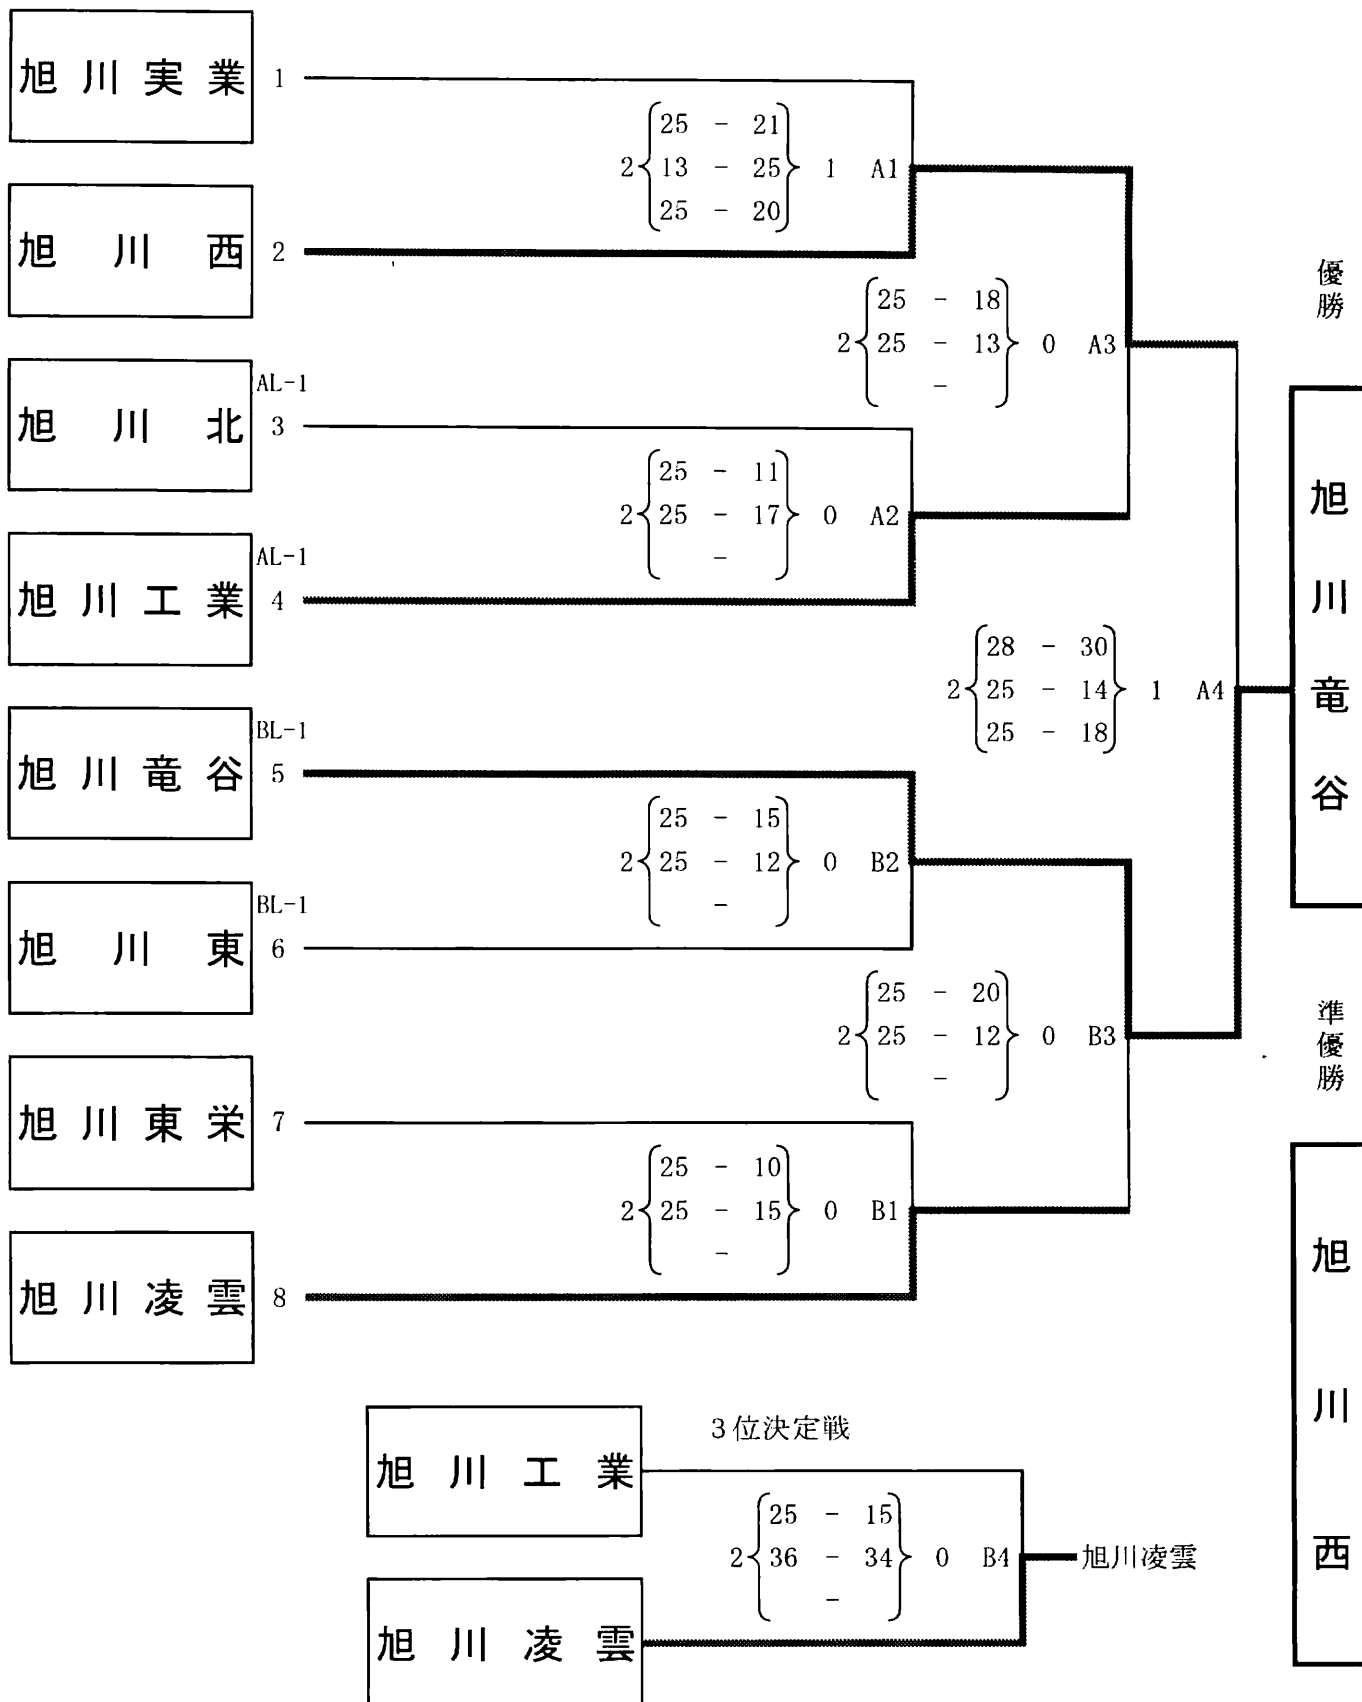 旭川実業 1
25 - 21
2 13 - 25 1 A1
25 - 20
旭川西 2
25 - 18
2 25 - 13 0 A3
-
AL-1
旭川北 3
25 - 11
2 25 - 17 0 A2
-
AL-1
旭川工業 4
28 - 30
2 25 - 14 1 A4
25 - 18
BL-1
旭川竜谷 5
25 - 15
2 25 - 12 0 B2
-
BL-1
旭川東 6
25 - 20
2 25 - 12 0 B3
-
旭川東栄 7
25 - 10
2 25 - 15 0 B1
-
旭川凌雲 8
優勝
旭川竜谷
準優勝
旭川西
3位決定戦
旭川工業
25 - 15
2 36 - 34 0 B4
-
旭川凌雲
旭川凌雲